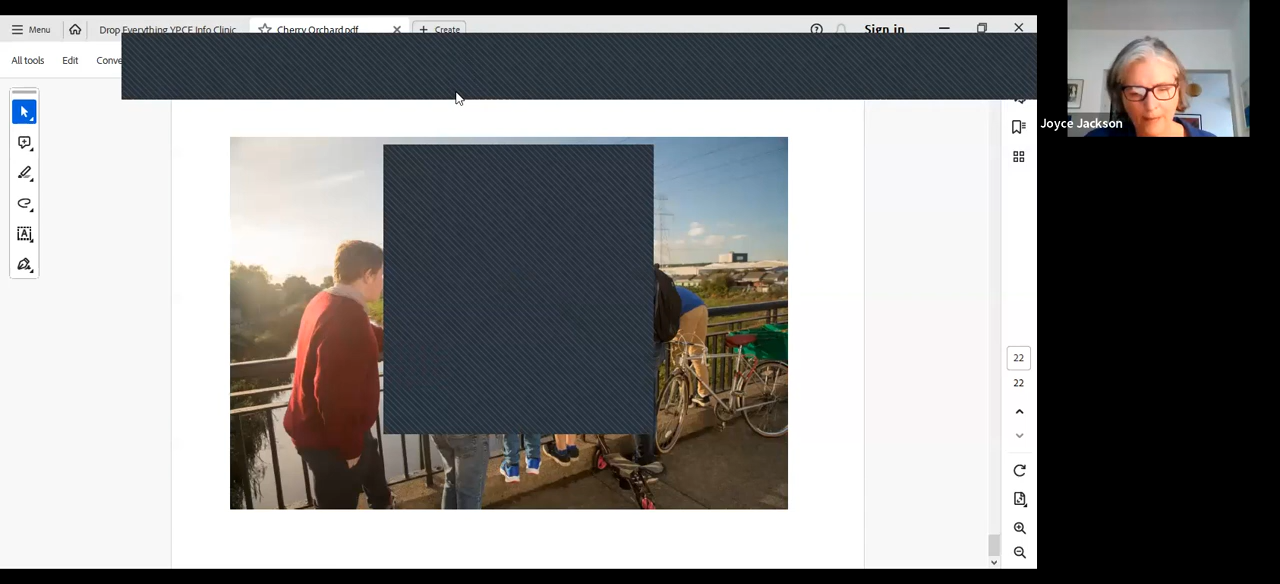 Menu
Drop Everything YPCF Info Clinic
Cherry Orchard.pdf
Create
Sign in
All tools
Edit
Conve
Joyce Jackson
22
22